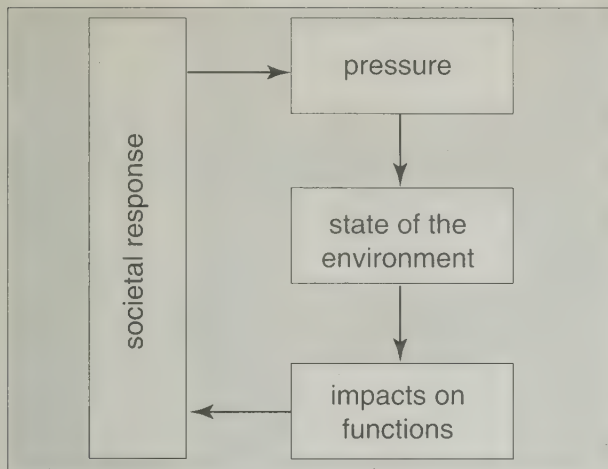 societal response
pressure
state of the
environment
impacts on
functions